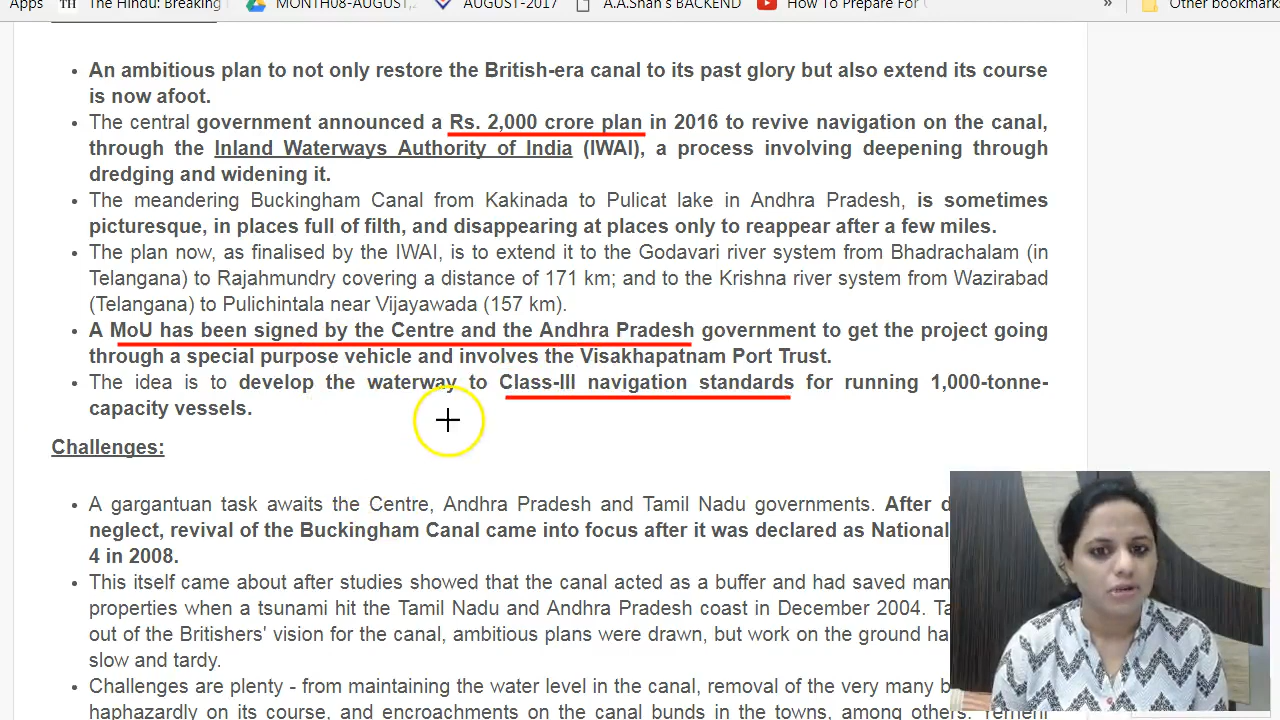 Apps TH The Hindu: Breaking MONTH08-AUGUST, AUGUST-2017 A.A.Shah's BACKEND How To Prepare For » Other bookmarks
• An ambitious plan to not only restore the British-era canal to its past glory but also extend its course
is now afoot.
• The central government announced a Rs. 2,000 crore plan in 2016 to revive navigation on the canal,
through the Inland Waterways Authority of India (IWAI), a process involving deepening through
dredging and widening it.
• The meandering Buckingham Canal from Kakinada to Pulicat lake in Andhra Pradesh, is sometimes
picturesque, in places full of filth, and disappearing at places only to reappear after a few miles.
• The plan now, as finalised by the IWAI, is to extend it to the Godavari river system from Bhadrachalam (in
Telangana) to Rajahmundry covering a distance of 171 km; and to the Krishna river system from Wazirabad
(Telangana) to Pulichintala near Vijayawada (157 km).
• A MoU has been signed by the Centre and the Andhra Pradesh government to get the project going
through a special purpose vehicle and involves the Visakhapatnam Port Trust.
• The idea is to develop the waterway to Class-III navigation standards for running 1,000-tonne-
capacity vessels.
Challenges:
• A gargantuan task awaits the Centre, Andhra Pradesh and Tamil Nadu governments. After
neglect, revival of the Buckingham Canal came into focus after it was declared as National
4 in 2008.
• This itself came about after studies showed that the canal acted as a buffer and had saved
properties when a tsunami hit the Tamil Nadu and Andhra Pradesh coast in December 2004.
out of the Britishers' vision for the canal, ambitious plans were drawn, but work on the ground
slow and tardy.
• Challenges are plenty - from maintaining the water level in the canal, removal of the very many
haphazardly on its course, and encroachments on the canal bunds in the towns, among others.